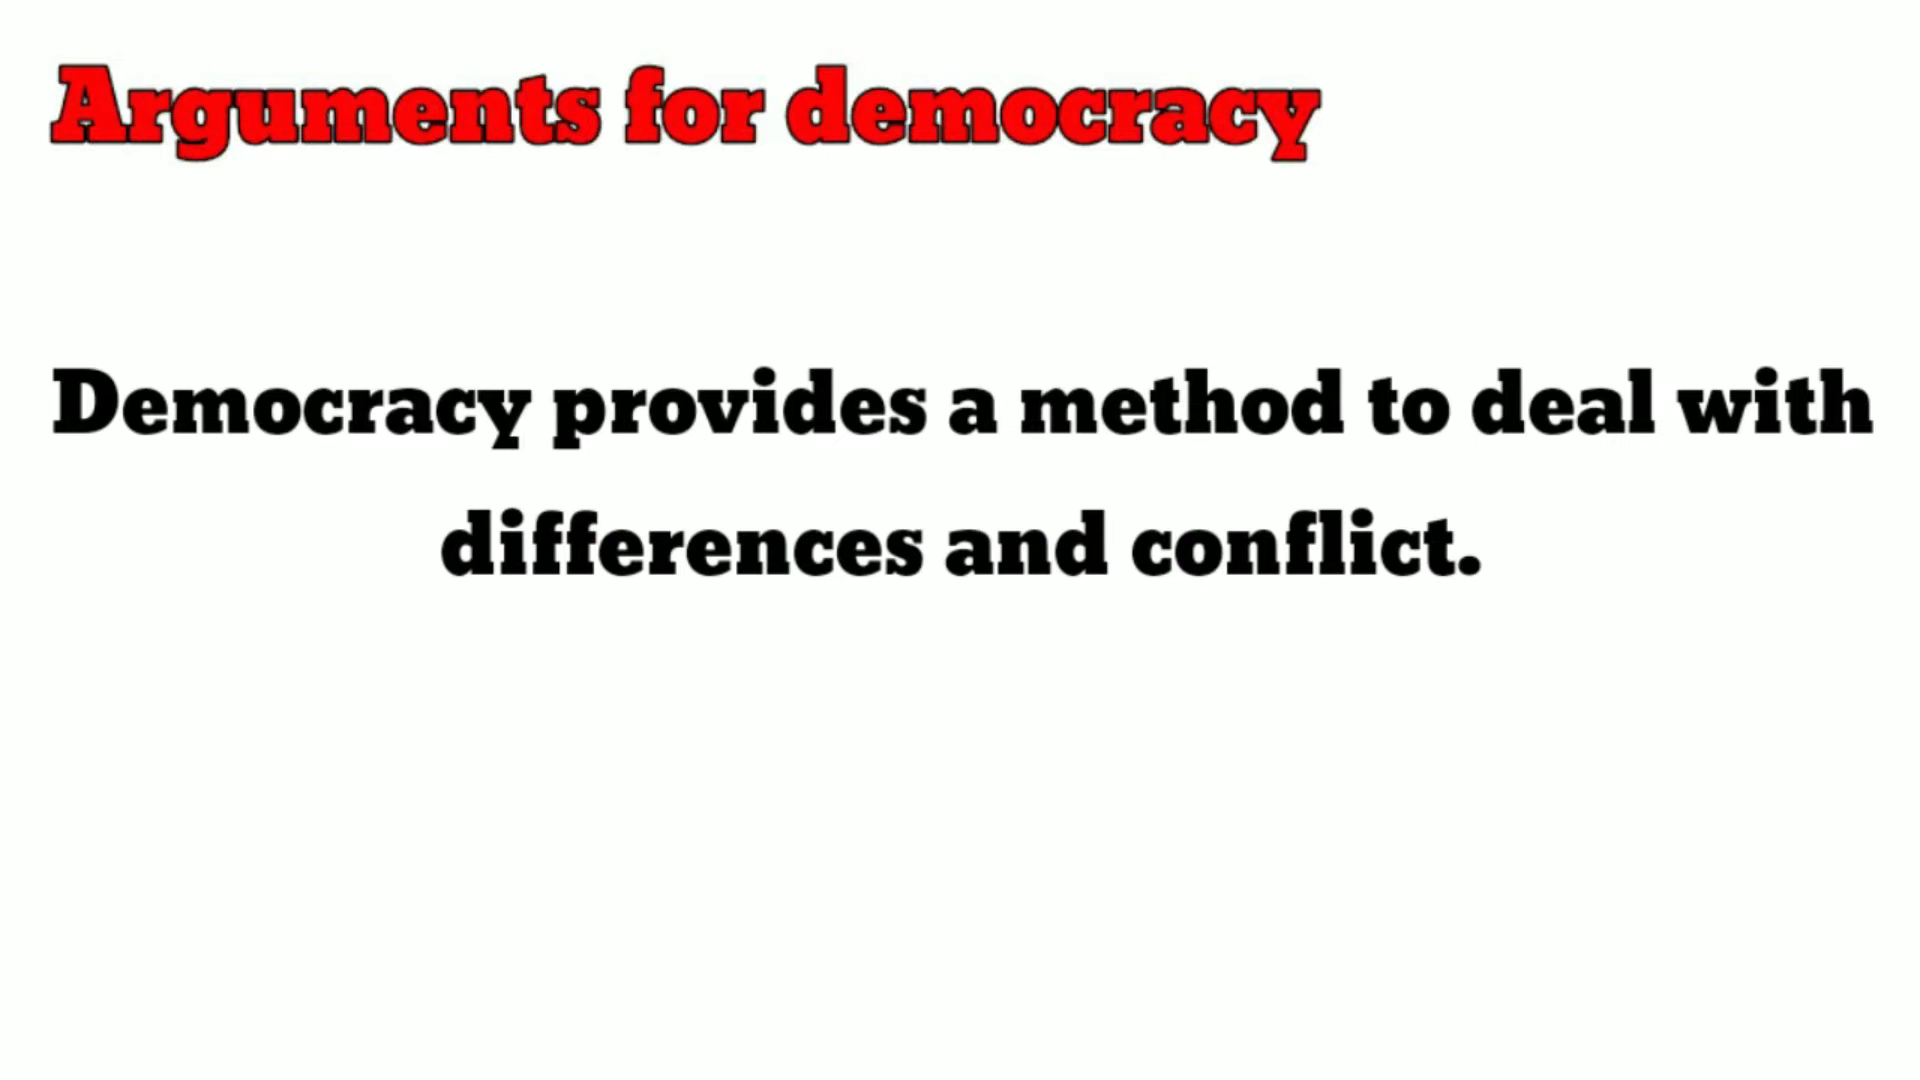 Arguments for democracy
Democracy provides a method to deal with
differences and conflict.